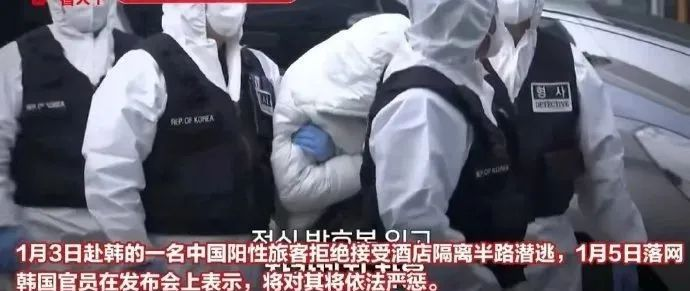 REP. OF KOREA
REP. OF KOREA
형사
DETECTIVE
1月3日赴韩的一名中国阳性旅客拒绝接受酒店隔离半路潜逃，1月5日落网
韩国官员在发布会上表示，将对其将依法严惩。